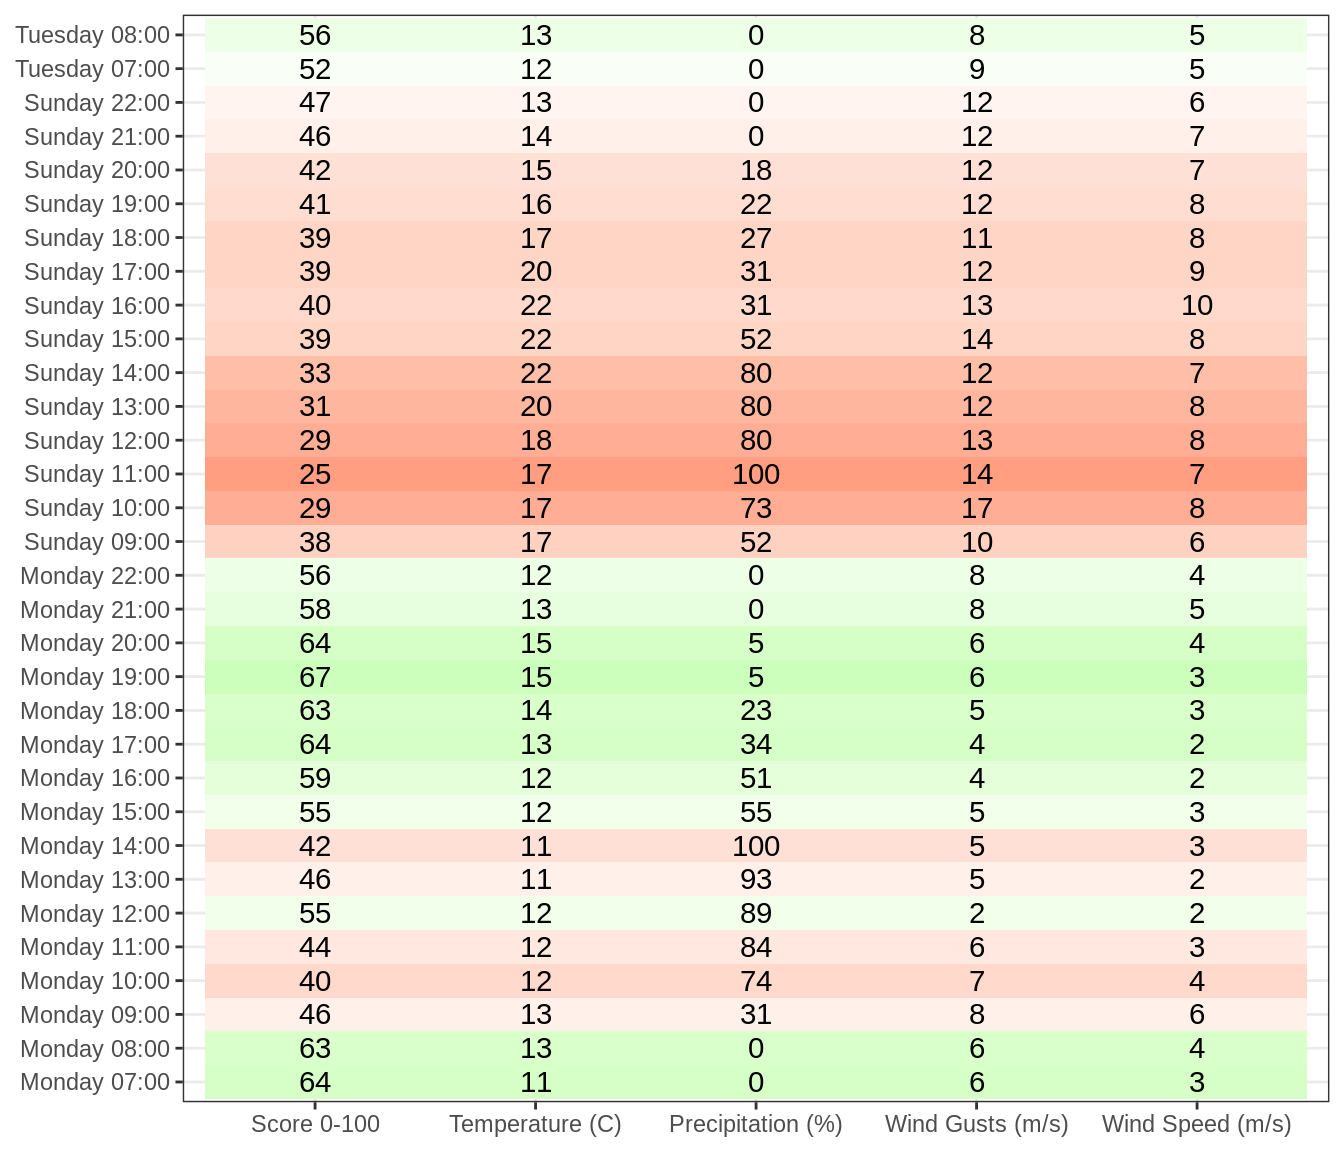 Tuesday 08:00 56 13 0 8 5
Tuesday 07:00 52 12 0 9 5
Sunday 22:00 47 13 0 12 6
Sunday 21:00 46 14 0 12 7
Sunday 20:00 42 15 18 12 7
Sunday 19:00 41 16 22 12 8
Sunday 18:00 39 17 27 11 8
Sunday 17:00 39 20 31 12 9
Sunday 16:00 40 22 31 13 10
Sunday 15:00 39 22 52 14 8
Sunday 14:00 33 22 80 12 7
Sunday 13:00 31 20 80 12 8
Sunday 12:00 29 18 80 13 8
Sunday 11:00 25 17 100 14 7
Sunday 10:00 29 17 73 17 8
Sunday 09:00 38 17 52 10 6
Monday 22:00 56 12 0 8 4
Monday 21:00 58 13 0 8 5
Monday 20:00 64 15 5 6 4
Monday 19:00 67 15 5 6 3
Monday 18:00 63 14 23 5 3
Monday 17:00 64 13 34 4 2
Monday 16:00 59 12 51 4 2
Monday 15:00 55 12 55 5 3
Monday 14:00 42 11 100 5 3
Monday 13:00 46 11 93 5 2
Monday 12:00 55 12 89 2 2
Monday 11:00 44 12 84 6 3
Monday 10:00 40 12 74 7 4
Monday 09:00 46 13 31 8 6
Monday 08:00 63 13 0 6 4
Monday 07:00 64 11 0 6 3
Score 0-100 Temperature (C) Precipitation (%) Wind Gusts (m/s) Wind Speed (m/s)